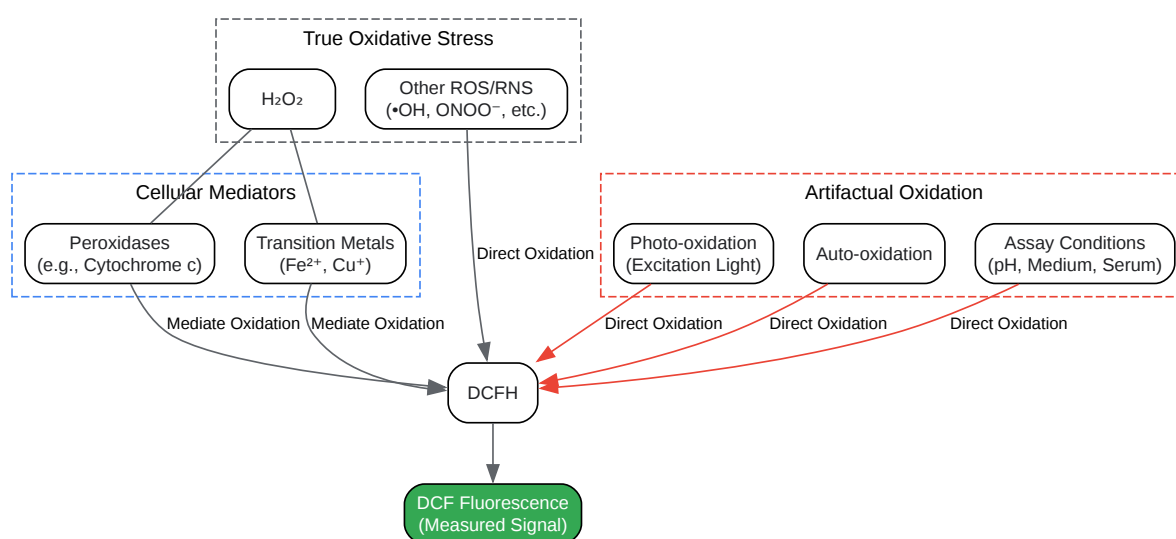 True Oxidative Stress
H₂O₂
Other ROS/RNS
(•OH, ONOO⁻, etc.)
Cellular Mediators
Peroxidases
(e.g., Cytochrome c)
Transition Metals
(Fe²⁺, Cu⁺)
Artifactual Oxidation
Photo-oxidation
(Excitation Light)
Auto-oxidation
Assay Conditions
(pH, Medium, Serum)
Direct Oxidation
Mediate Oxidation
Mediate Oxidation
Direct Oxidation
Direct Oxidation
Direct Oxidation
DCFH
DCF Fluorescence
(Measured Signal)